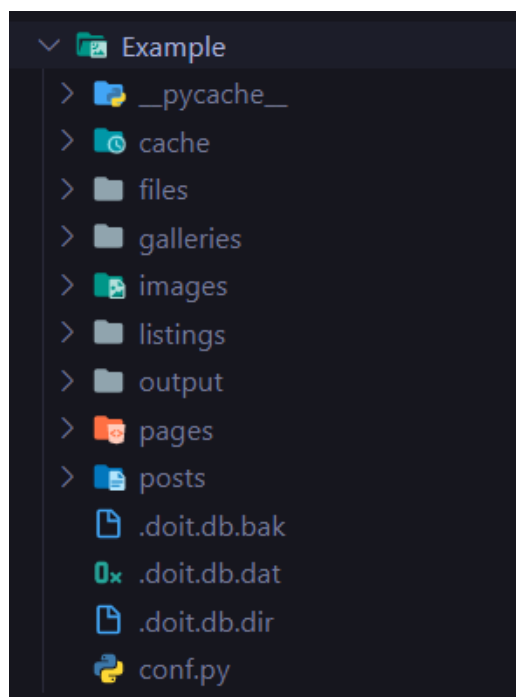 Example
__pycache__
cache
files
galleries
images
listings
output
pages
posts
.doit.db.bak
.doit.db.dat
.doit.db.dir
conf.py